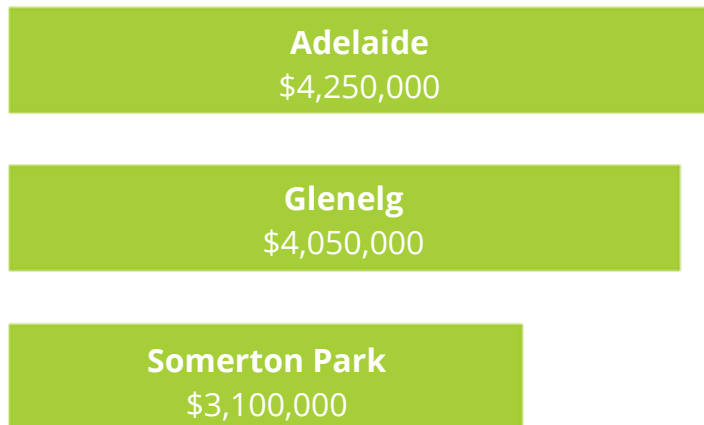 Adelaide
$4,250,000
Glenelg
$4,050,000
Somerton Park
$3,100,000